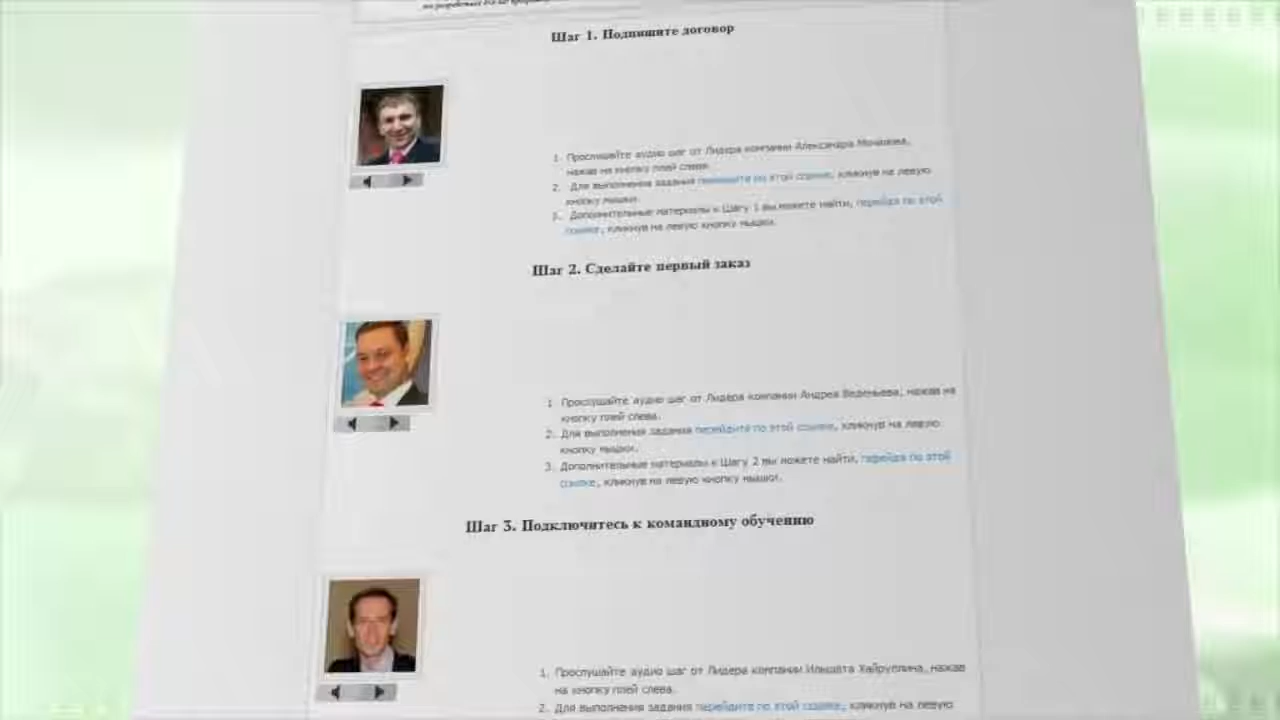 Шаг 1. Подпишите договор
1. Прослушайте аудио шаг от Лидера компании Александра
нажав на кнопку плей слева.
2. Для выполнения задания перейдите по этой ссылке, кликнув на левую
кнопку мышки.
3. Дополнительные материалы к Шагу 1 вы можете найти, перейдя по этой
ссылке, кликнув на левую кнопку мышки.
Шаг 2. Сделайте первый заказ
1. Прослушайте аудио шаг от Лидера компании Андрея Веденьева, нажав на
кнопку плей слева.
2. Для выполнения задания перейдите по этой ссылке, кликнув на левую
кнопку мышки.
3. Дополнительные материалы к Шагу 2 вы можете найти, перейдя по этой
ссылке, кликнув на левую кнопку мышки.
Шаг 3. Подключитесь к командному обучению
1. Прослушайте аудио шаг от Лидера компании Ильшата Хайруллина, нажав
на кнопку плей слева.
2. Для выполнения задания перейдите по этой ссылке, кликнув на левую